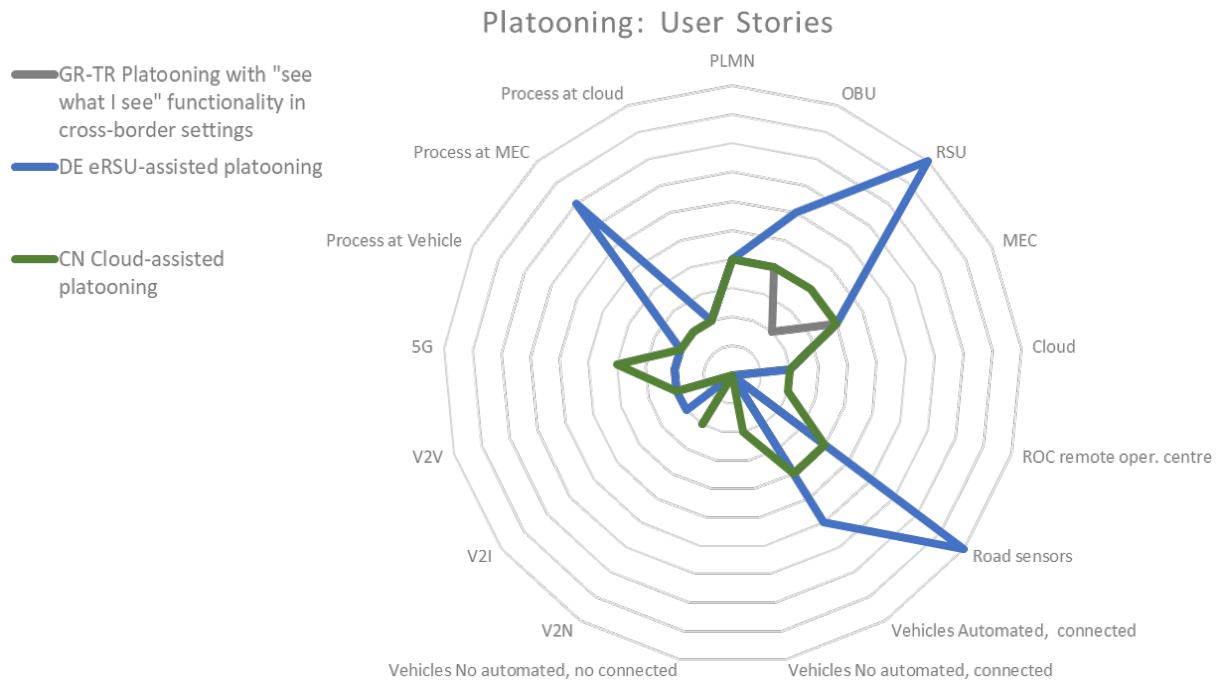 Platooning: User Stories
GR-TR Platooning with "see
what I see" functionality in
cross-border settings
DE eRSU-assisted platooning
CN Cloud-assisted
platooning
PLMN
OBU
RSU
MEC
Cloud
ROC remote oper. centre
Road sensors
Vehicles Automated, connected
Vehicles No automated, connected
Vehicles No automated, no connected
V2N
V2I
V2V
5G
Process at Vehicle
Process at MEC
Process at cloud